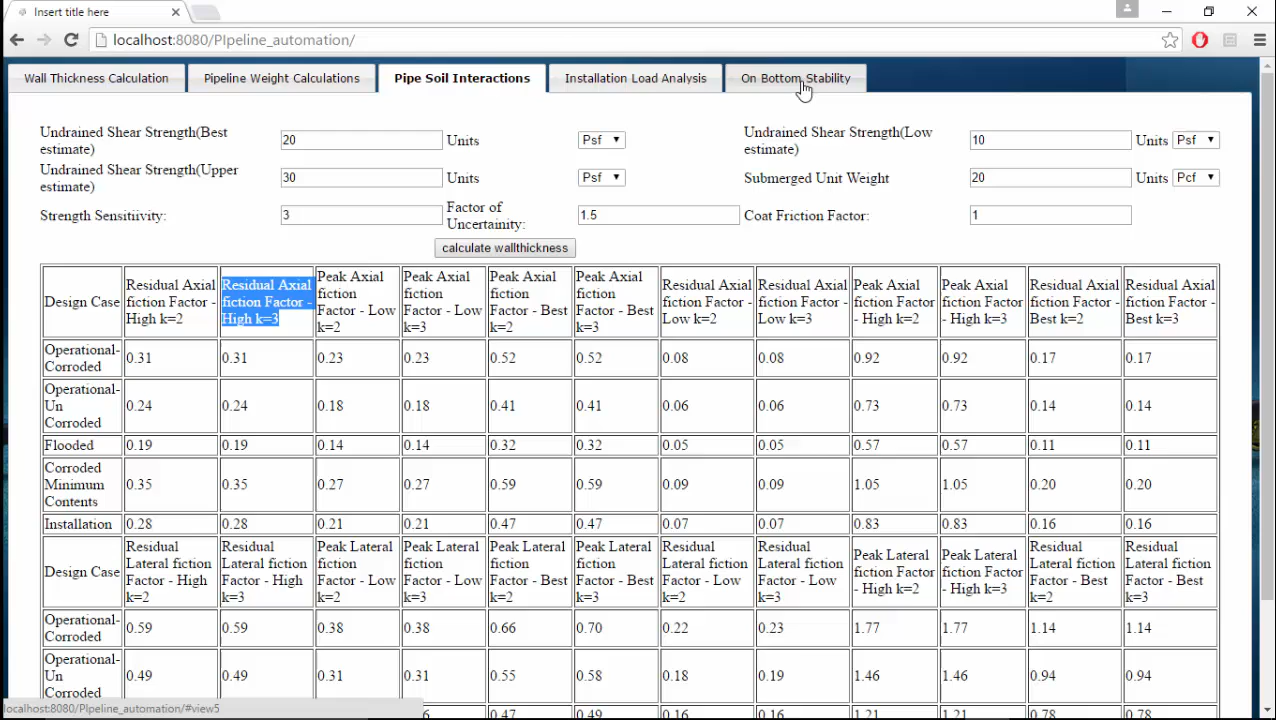 Insert title here
localhost:8080/PIpeline_automation/
Wall Thickness Calculation
Pipeline Weight Calculations
Pipe Soil Interactions
Installation Load Analysis
On Bottom Stability
Undrained Shear Strength(Best
estimate)
20
Units
Psf
Undrained Shear Strength(Low
estimate)
10
Units
Psf
Undrained Shear Strength(Upper
estimate)
30
Units
Psf
Submerged Unit Weight
20
Units
Pcf
Strength Sensitiivity:
3
Factor of
Uncertainity:
1.5
Coat Friction Factor:
1
calculate wallthickness
Design Case
Residual Axial
fiction Factor -
High k=2
Residual Axial
fiction Factor -
High k=3
Peak Axial
fiction
Factor - Low
k=2
Peak Axial
fiction
Factor - Low
k=3
Peak Axial
fiction
Factor - Best
k=2
Peak Axial
fiction
Factor - Best
k=3
Residual Axial
fiction Factor -
Low k=2
Residual Axial
fiction Factor -
Low k=3
Peak Axial
fiction Factor
- High k=2
Peak Axial
fiction Factor
- High k=3
Residual Axial
fiction Factor -
Best k=2
Residual Axial
fiction Factor -
Best k=3
Operational-
Corroded
0.31 0.31 0.23 0.23 0.52 0.52 0.08 0.08 0.92 0.92 0.17 0.17
Operational-
Un
Corroded
0.24 0.24 0.18 0.18 0.41 0.41 0.06 0.06 0.73 0.73 0.14 0.14
Flooded 0.19 0.19 0.14 0.14 0.32 0.32 0.05 0.05 0.57 0.57 0.11 0.11
Corroded
Minimum
Contents
0.35 0.35 0.27 0.27 0.59 0.59 0.09 0.09 1.05 1.05 0.20 0.20
Installation 0.28 0.28 0.21 0.21 0.47 0.47 0.07 0.07 0.83 0.83 0.16 0.16
Design Case
Residual
Lateral fiction
Factor - High
k=2
Residual
Lateral fiction
Factor - High
k=3
Peak Lateral
fiction
Factor - Low
k=2
Peak Lateral
fiction
Factor - Low
k=3
Peak Lateral
fiction
Factor - Best
k=2
Peak Lateral
fiction
Factor - Best
k=3
Residual
Lateral fiction
Factor - Low
k=2
Residual
Lateral fiction
Factor - Low
k=3
Peak Lateral
fiction Factor
- High k=2
Peak Lateral
fiction Factor
- High k=3
Residual
Lateral fiction
Factor - Best
k=2
Residual
Lateral fiction
Factor - Best
k=3
Operational-
Corroded
0.59 0.59 0.38 0.38 0.66 0.70 0.22 0.23 1.77 1.77 1.14 1.14
Operational-
Un
Corroded
0.49 0.49 0.31 0.31 0.55 0.58 0.18 0.19 1.46 1.46 0.94 0.94
0.47 0.49 0.16 0.16 1.21 1.21 0.78 0.78
localhost:8080/PIpeline_automation/#view5